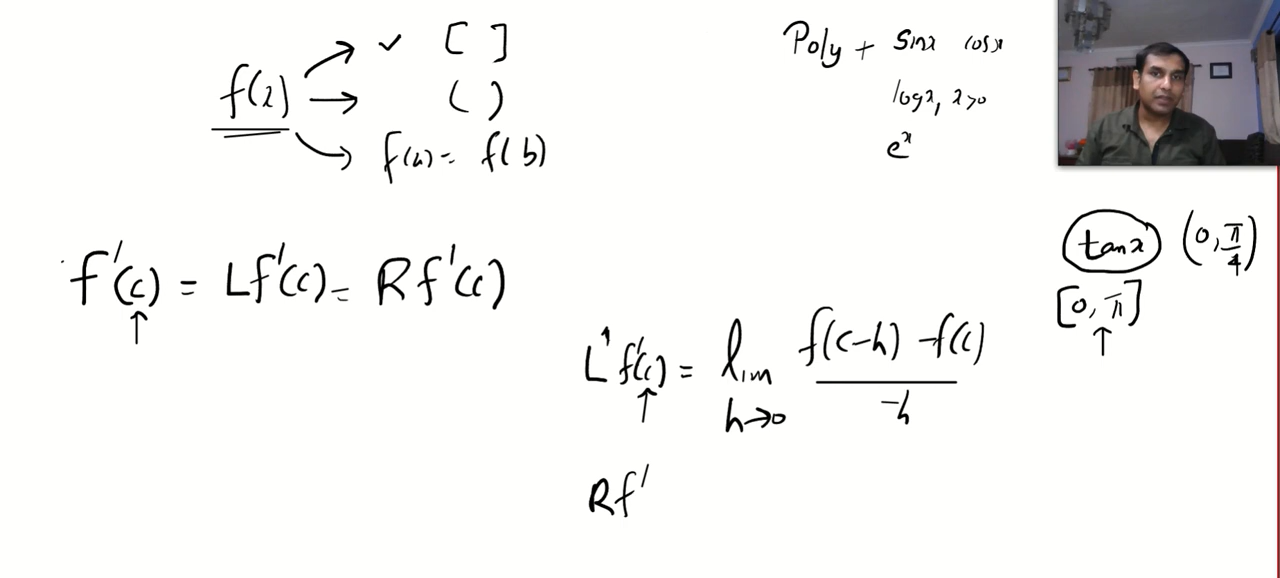 f(x) → ✓ [ ]
→ ( )
→ f(a) = f(b)
Poly + sinx cosx
logx, x>0
e^x
tanx (0, π/4)
[0, π]
↑
f'(c) = Lf'(c) = Rf'(c)
↑
Lf'(c) = lim h→0 (f(c-h) - f(c)) / -h
↑
Rf'